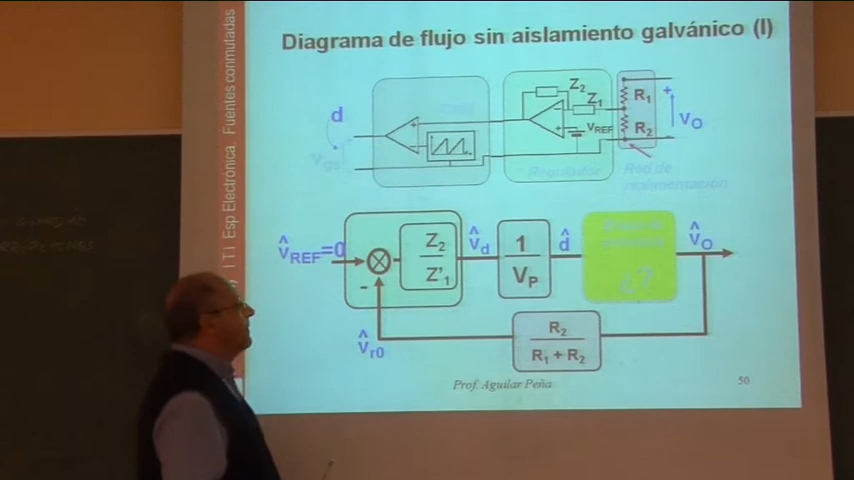 Diagrama de flujo sin aislamiento galvánico (I)
I T I Esp Electrónica. Fuentes conmutadas
d
Z2
Z1
VREF
R1
R2
+
VO
-
Regulador
Red de
realimentación
v̂REF=0
-
Z2
Z'1
v̂d
1
VP
d̂
¿?
v̂O
v̂r0
R2
R1 + R2
Prof. Aguilar Peña
50